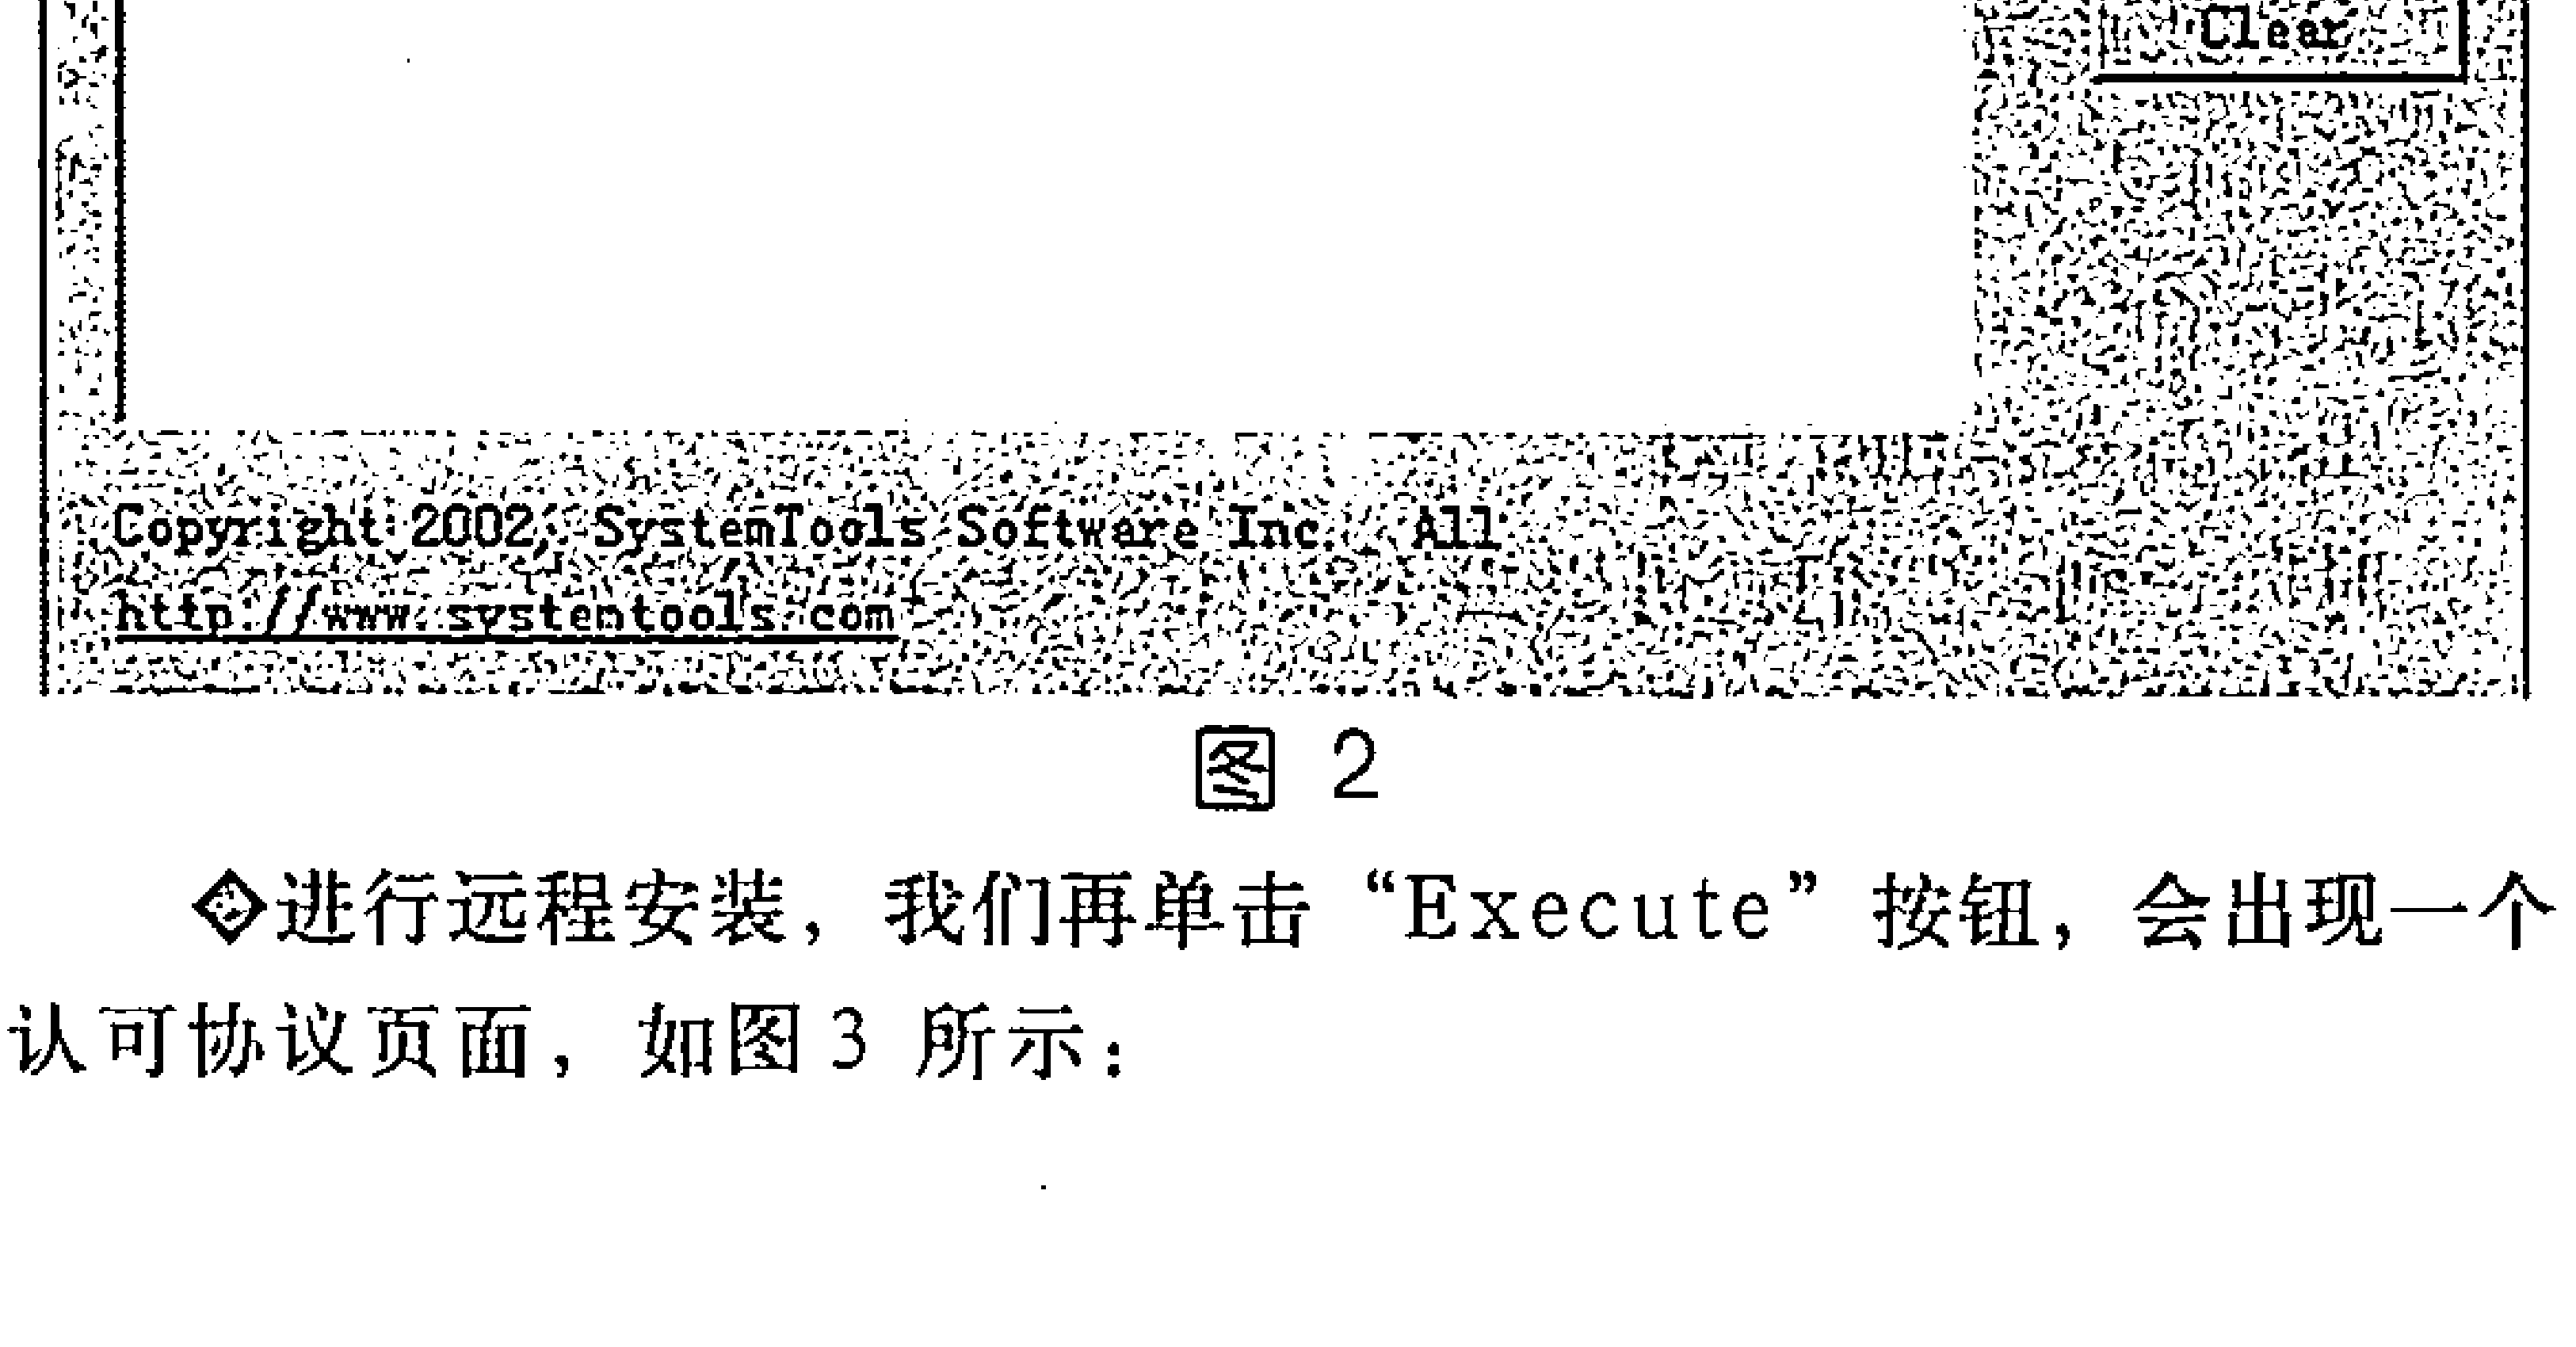 Clear
Copyright 2002, SystemTools Software Inc. All
http://www.systemtools.com
图 2
◈进行远程安装，我们再单击“Execute”按钮，会出现一个
认可协议页面，如图3 所示：